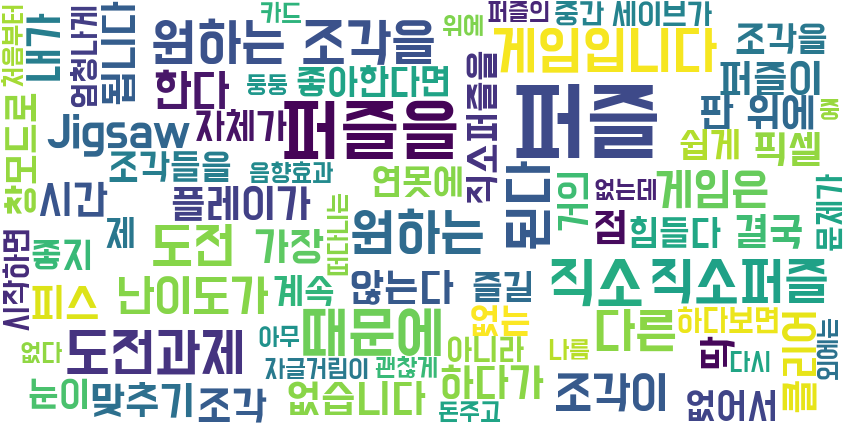 처음부터
내가
엄청나게
됩니다
카드
원하는 조각을
위에
퍼즐의
중간 세이브가
게임입니다
조각을
퍼즐이
한다
둥둥
좋아한다면
퍼즐을
직소퍼즐을
퍼즐
판 위에
중
창모드로
Jigsaw
자체가
쉽게
픽셀
조각들을
음향효과
연못에
시간
플레이가
떠다니는
된다
거의
없는데
게임은
문제가
제
원하는
점
힘들다
결국
좋지
도전
가장
시작하면
피스
난이도가
계속
않는다
즐길
직소
직소퍼즐
도전과제
때문에
없는
다른
하다보면
클리어
외에는
없다
아무
아니라
나름
딱
다시
자글거림이
괜찮게
눈이
맞추기
조각
없습니다
하다가
돈주고
조각이
없어서